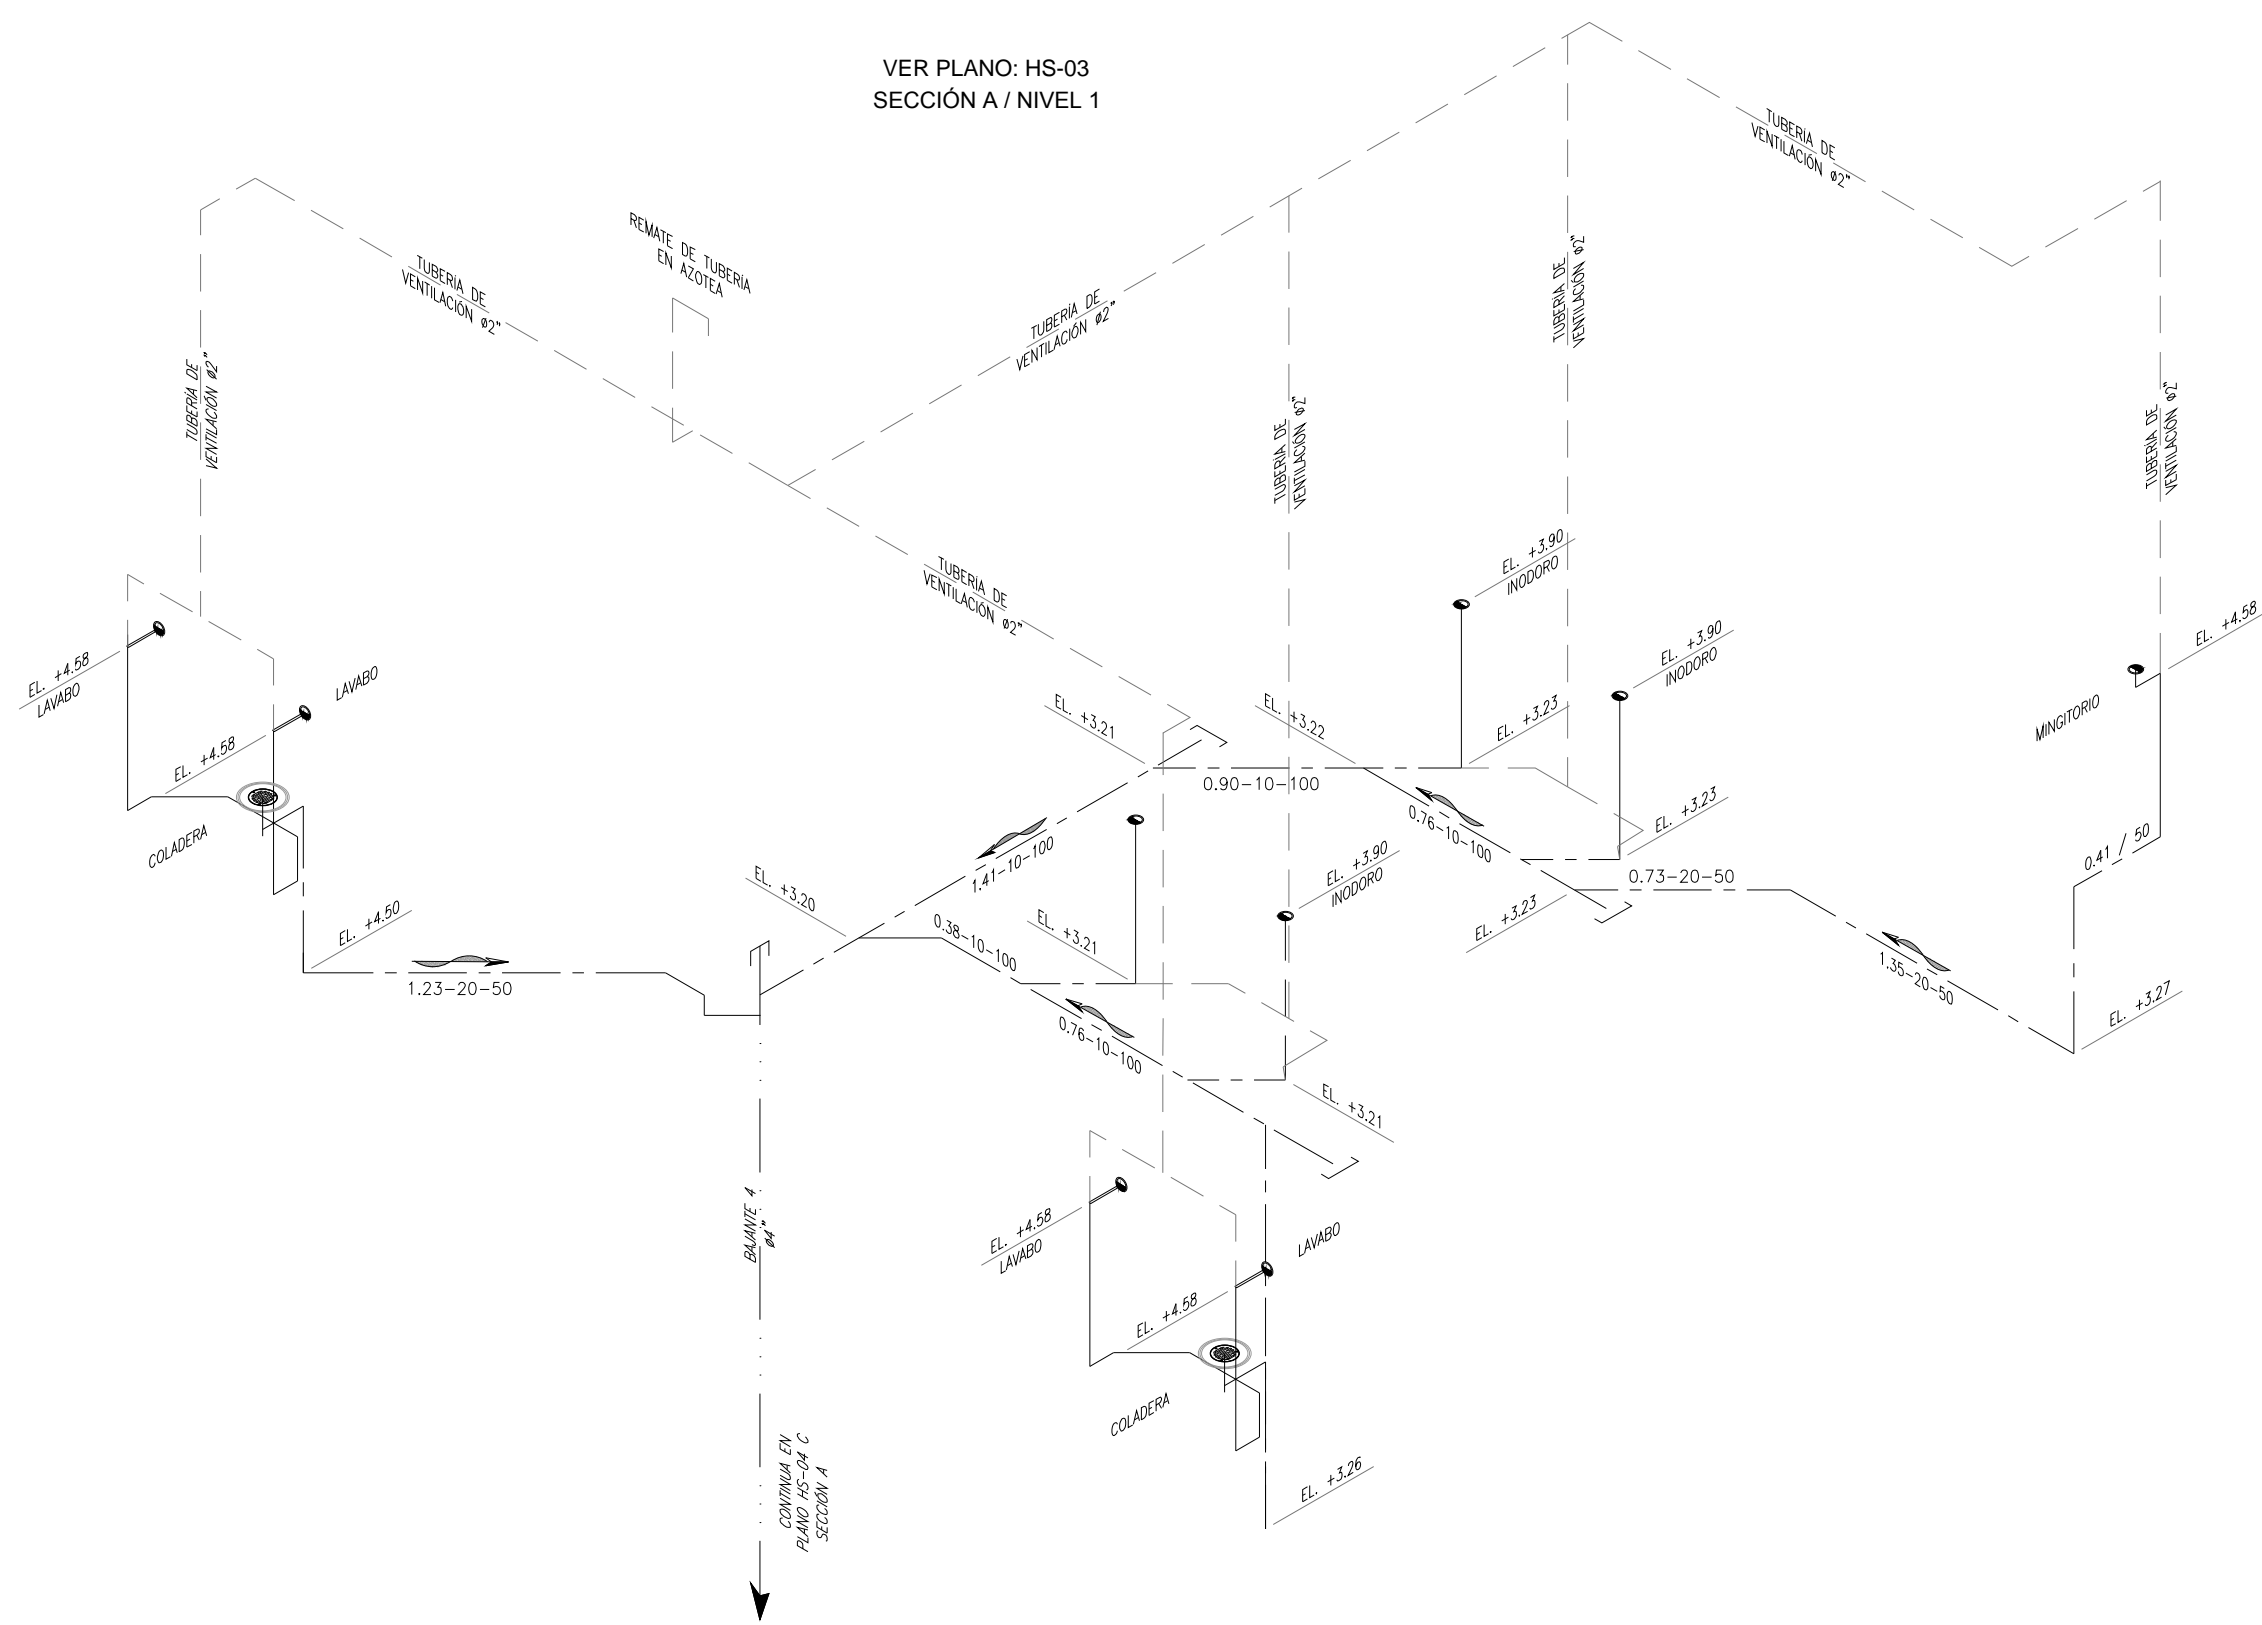 VER PLANO: HS-03
SECCIÓN A / NIVEL 1
TUBERÍA DE
VENTILACIÓN ø2"
REMATE DE TUBERÍA
EN AZOTEA
TUBERÍA DE
VENTILACIÓN ø2"
TUBERÍA DE
VENTILACIÓN ø2"
TUBERÍA DE
VENTILACIÓN ø2"
TUBERÍA DE
VENTILACIÓN ø2"
TUBERÍA DE
VENTILACIÓN ø2"
TUBERÍA DE
VENTILACIÓN ø2"
TUBERÍA DE
VENTILACIÓN ø2"
EL. +3.90
INODORO
TUBERÍA DE
VENTILACIÓN ø2"
EL. +4.58
EL. +3.90
INODORO
EL. +4.58
LAVABO
LAVABO
EL. +3.21
EL. +3.22
EL. +3.23
MINGITORIO
EL. +4.58
0.90-10-100
EL. +3.23
0.76-10-100
COLADERA
0.41 / 50
1.41-10-100
EL. +3.90
INODORO
0.73-20-50
EL. +3.20
EL. +4.50
0.38-10-100
EL. +3.21
EL. +3.23
1.23-20-50
1.35-20-50
EL. +3.27
0.76-10-100
EL. +3.21
BAJANTE 4
ø4"
EL. +4.58
LAVABO
LAVABO
EL. +4.58
COLADERA
CONTINUA EN
PLANO HS-04 C
SECCIÓN A
EL. +3.26